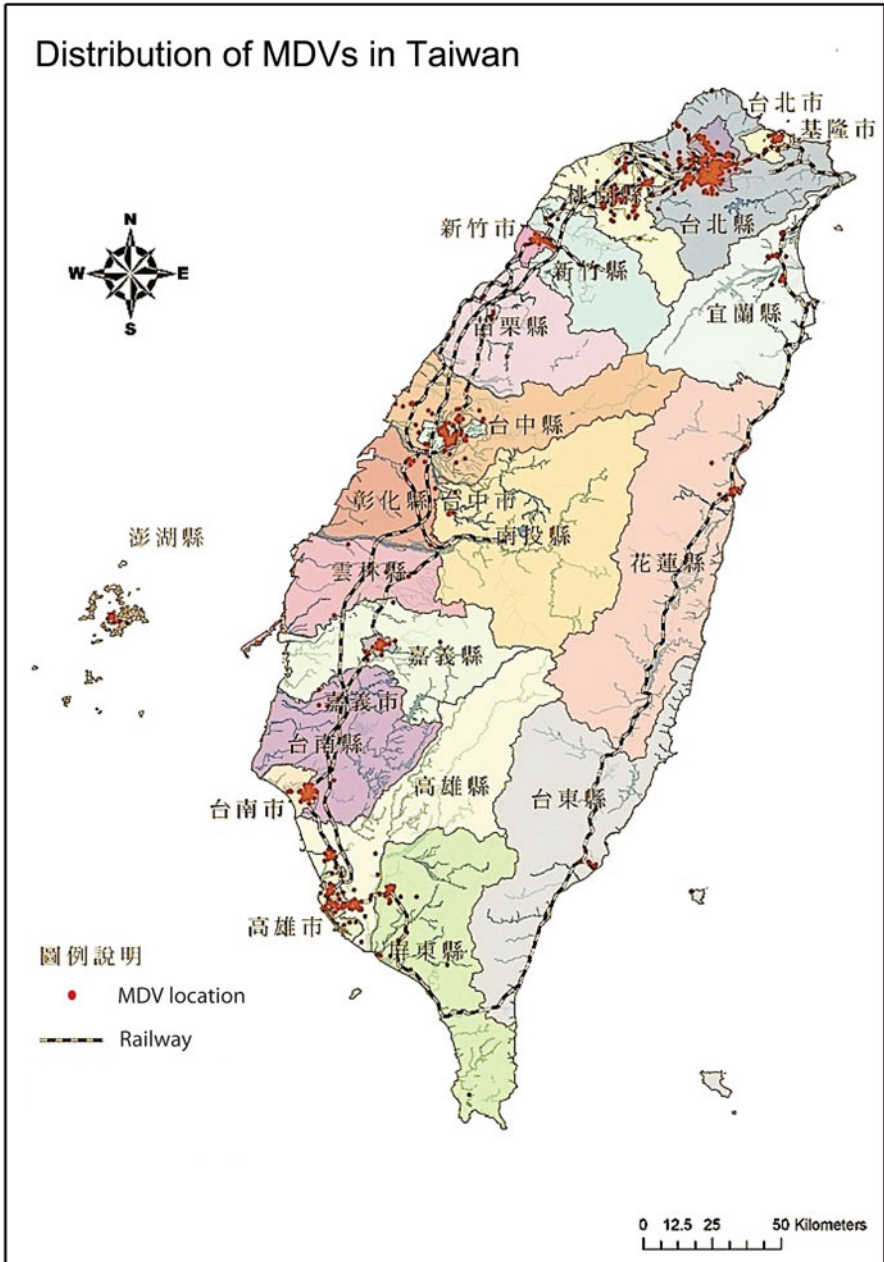 Distribution of MDVs in Taiwan
台北市
基隆市
桃園縣
台北縣
新竹市
新竹縣
宜蘭縣
苗栗縣
台中縣
彰化縣
台中市
南投縣
澎湖縣
雲林縣
花蓮縣
嘉義縣
嘉義市
台南縣
高雄縣
台東縣
台南市
高雄市
屏東縣
N
W
E
S
圖例說明
MDV location
Railway
0 12.5 25 50 Kilometers